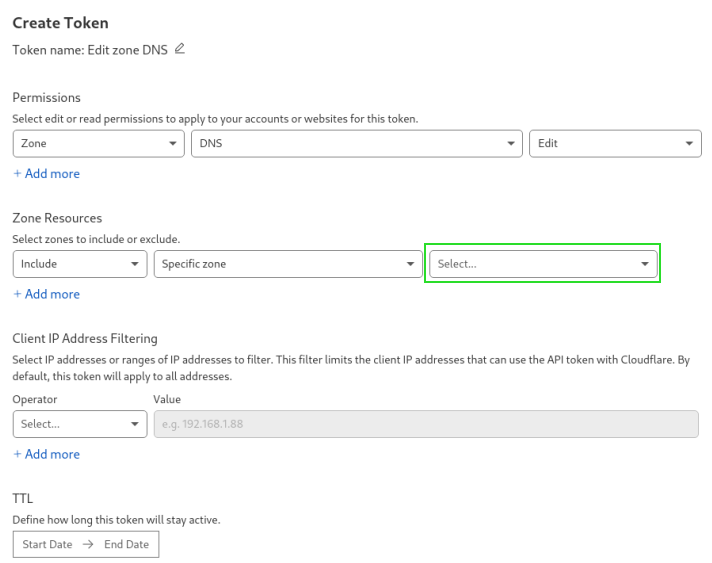 Create Token
Token name: Edit zone DNS
Permissions
Select edit or read permissions to apply to your accounts or websites for this token.
Zone DNS Edit
+ Add more
Zone Resources
Select zones to include or exclude.
Include Specific zone Select...
+ Add more
Client IP Address Filtering
Select IP addresses or ranges of IP addresses to filter. This filter limits the client IP addresses that can use the API token with Cloudflare. By
default, this token will apply to all addresses.
Operator Value
Select... e.g. 192.168.1.88
+ Add more
TTL
Define how long this token will stay active.
Start Date → End Date